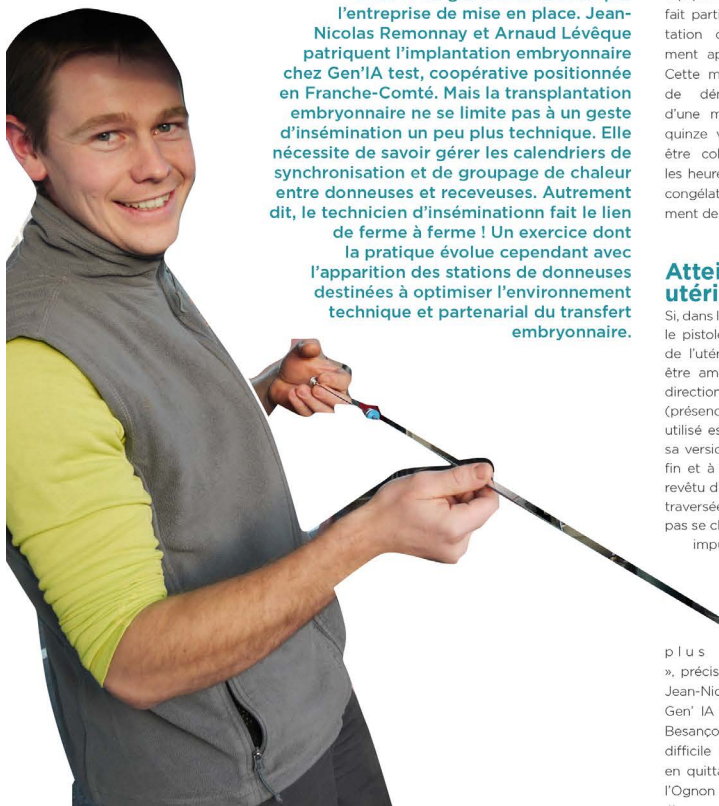 l'entreprise de mise en place. Jean-
Nicolas Remonnay et Arnaud Lévêque
patriquent l'implantation embryonnaire
chez Gen'IA test, coopérative positionnée
en Franche-Comté. Mais la transplantation
embryonnaire ne se limite pas à un geste
d'insémination un peu plus technique. Elle
nécessite de savoir gérer les calendriers de
synchronisation et de groupage de chaleur
entre donneuses et receveuses. Autrement
dit, le technicien d'inséminationn fait le lien
de ferme à ferme ! Un exercice dont
la pratique évolue cependant avec
l'apparition des stations de donneuses
destinées à optimiser l'environnement
technique et partenarial du transfert
embryonnaire.
fait parti
tation
ment ap
Cette m
de
d'une m
quinze v
être col
les heure
congélat
ment de
Attei
utéri
Si, dans l
le pistole
de l'uté
être am
direction
(présenc
utilisé es
sa versio
fin et à
revêtu d
traversée
pas se cl
impu
plus
», précis
Jean-Nic
Gen' IA
Besanço
difficile
en quitta
l'Ognon